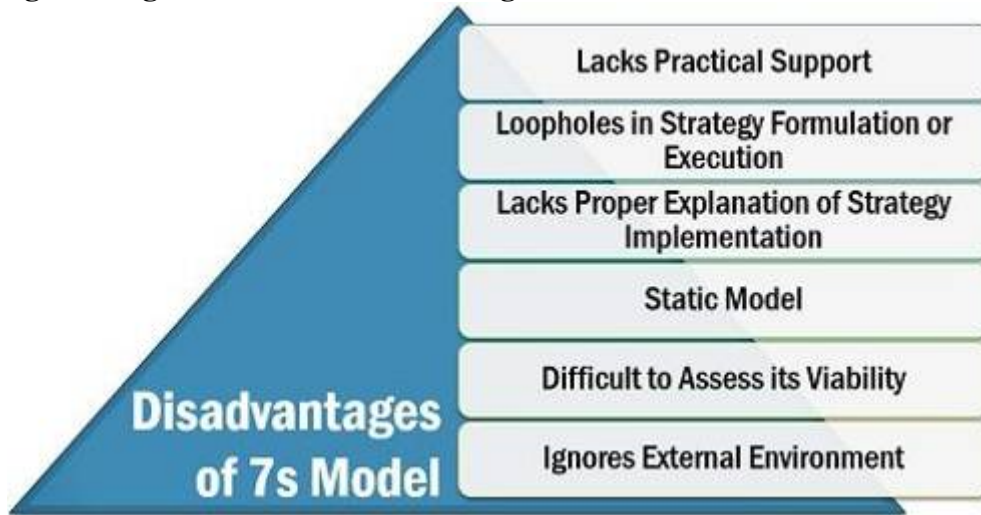 Lacks Practical Support
Loopholes in Strategy Formulation or
Execution
Lacks Proper Explanation of Strategy
Implementation
Static Model
Difficult to Assess its Viability
Ignores External Environment
Disadvantages
of 7s Model